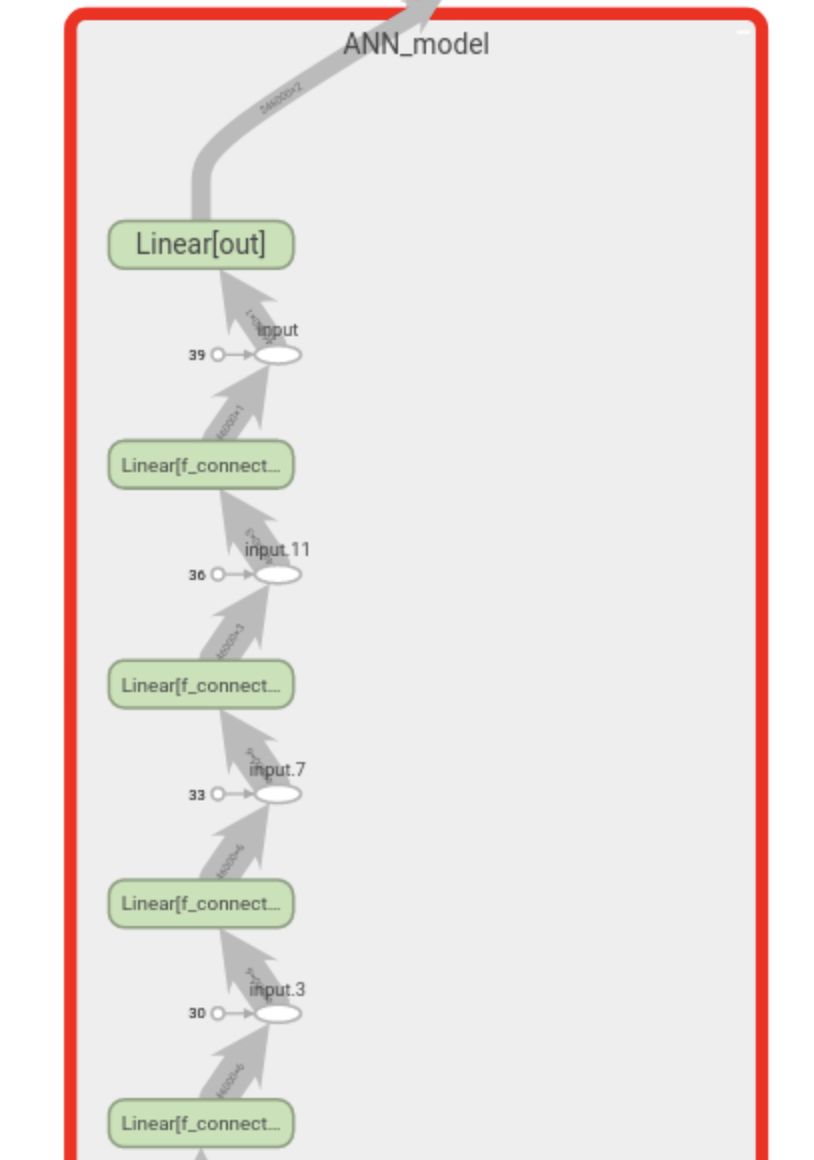 ANN_model
Linear[out]
input
39
Linear[f_connect...
input.11
36
Linear[f_connect...
input.7
33
Linear[f_connect...
input.3
30
Linear[f_connect...